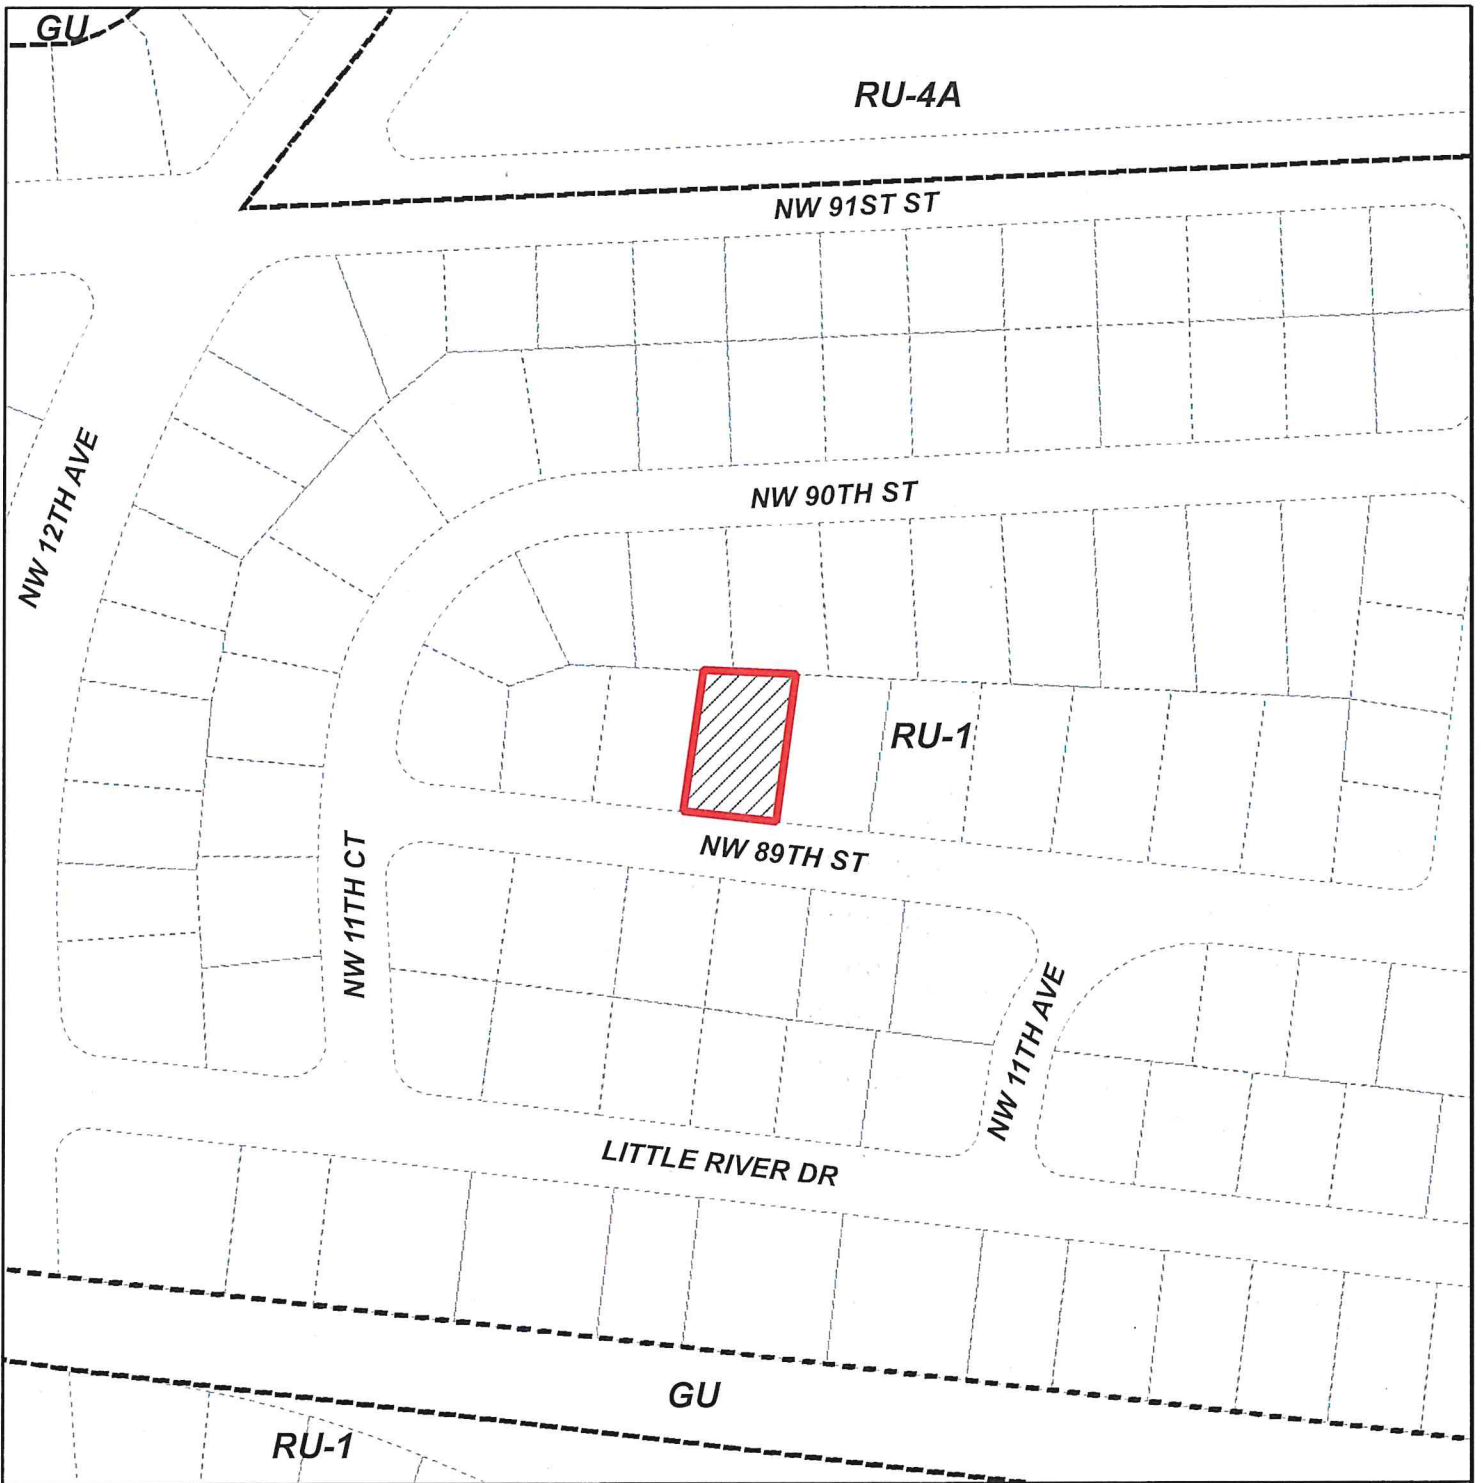 GU
RU-4A
NW 91ST ST
NW 12TH AVE
NW 90TH ST
RU-1
NW 89TH ST
NW 11TH CT
NW 11TH AVE
LITTLE RIVER DR
GU
RU-1